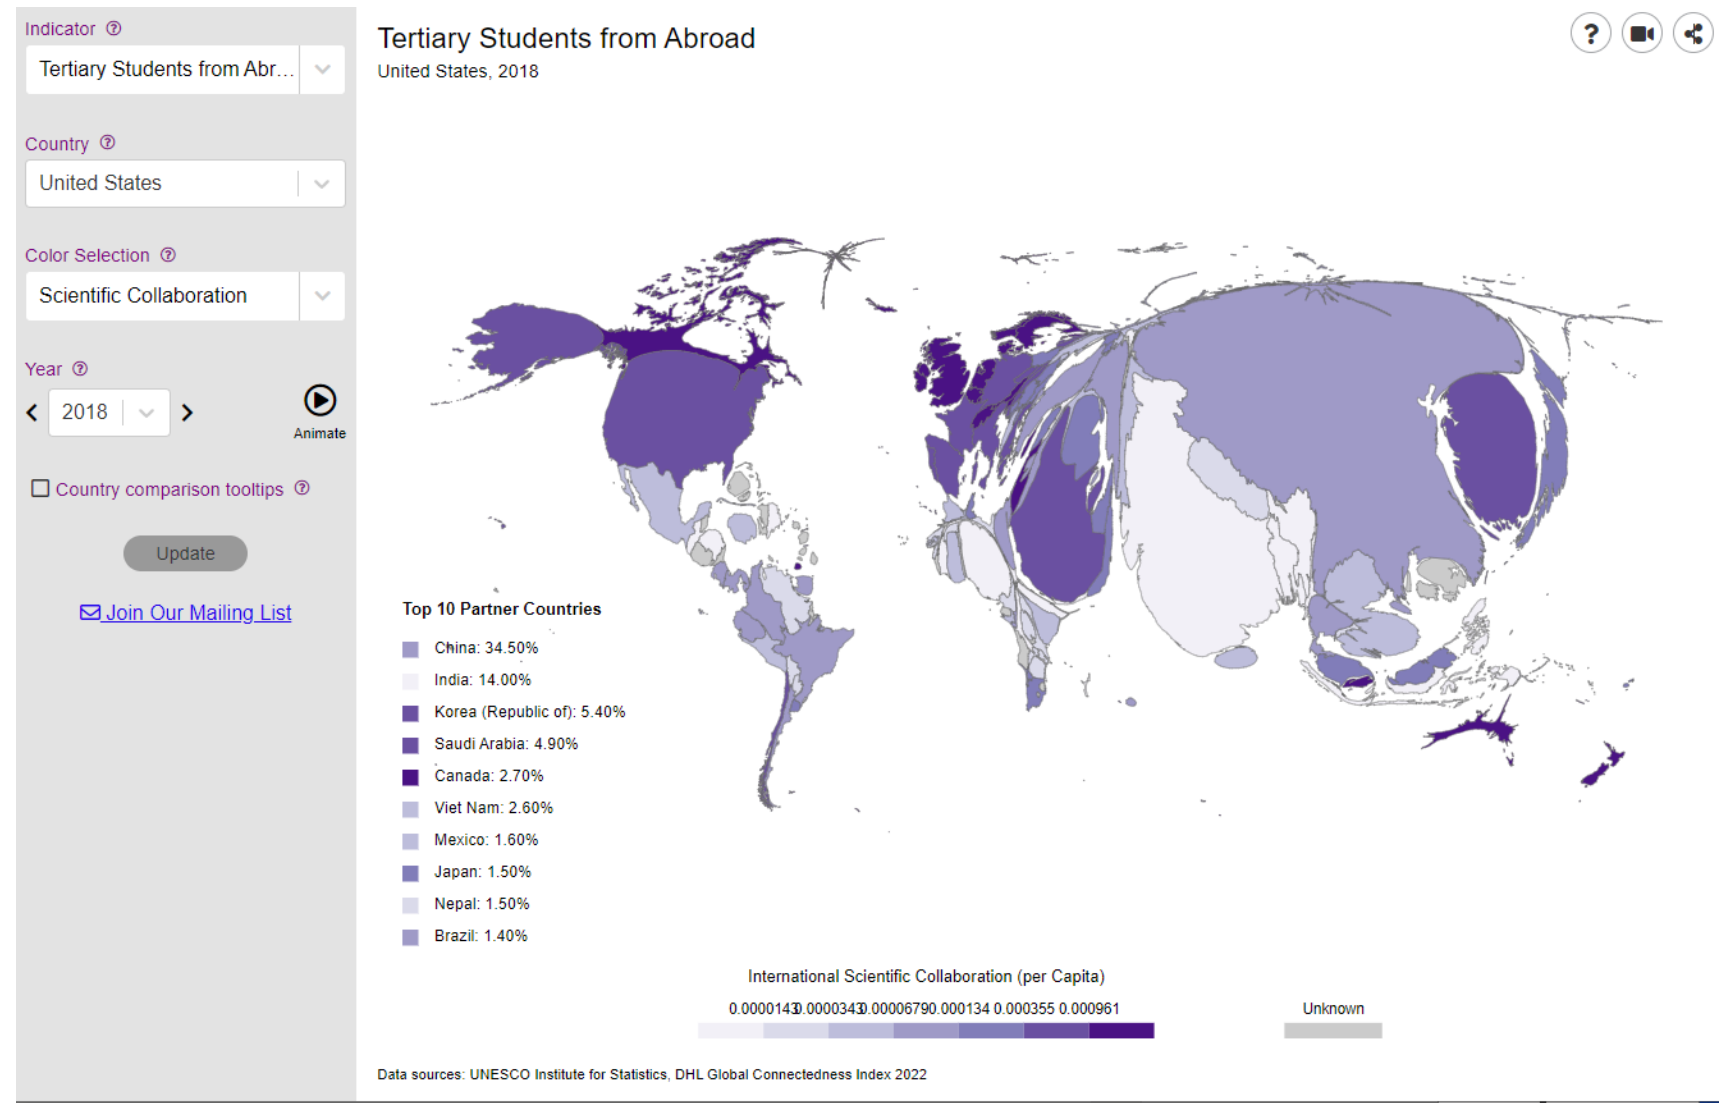 Indicator
Tertiary Students from Abr...
Country
United States
Color Selection
Scientific Collaboration
Year
2018
Animate
Country comparison tooltips
Update
Join Our Mailing List
Tertiary Students from Abroad
United States, 2018
Top 10 Partner Countries
China: 34.50%
India: 14.00%
Korea (Republic of): 5.40%
Saudi Arabia: 4.90%
Canada: 2.70%
Viet Nam: 2.60%
Mexico: 1.60%
Japan: 1.50%
Nepal: 1.50%
Brazil: 1.40%
International Scientific Collaboration (per Capita)
0.0000143 0.0000343 0.0000679 0.000134 0.000355 0.000961
Unknown
Data sources: UNESCO Institute for Statistics, DHL Global Connectedness Index 2022